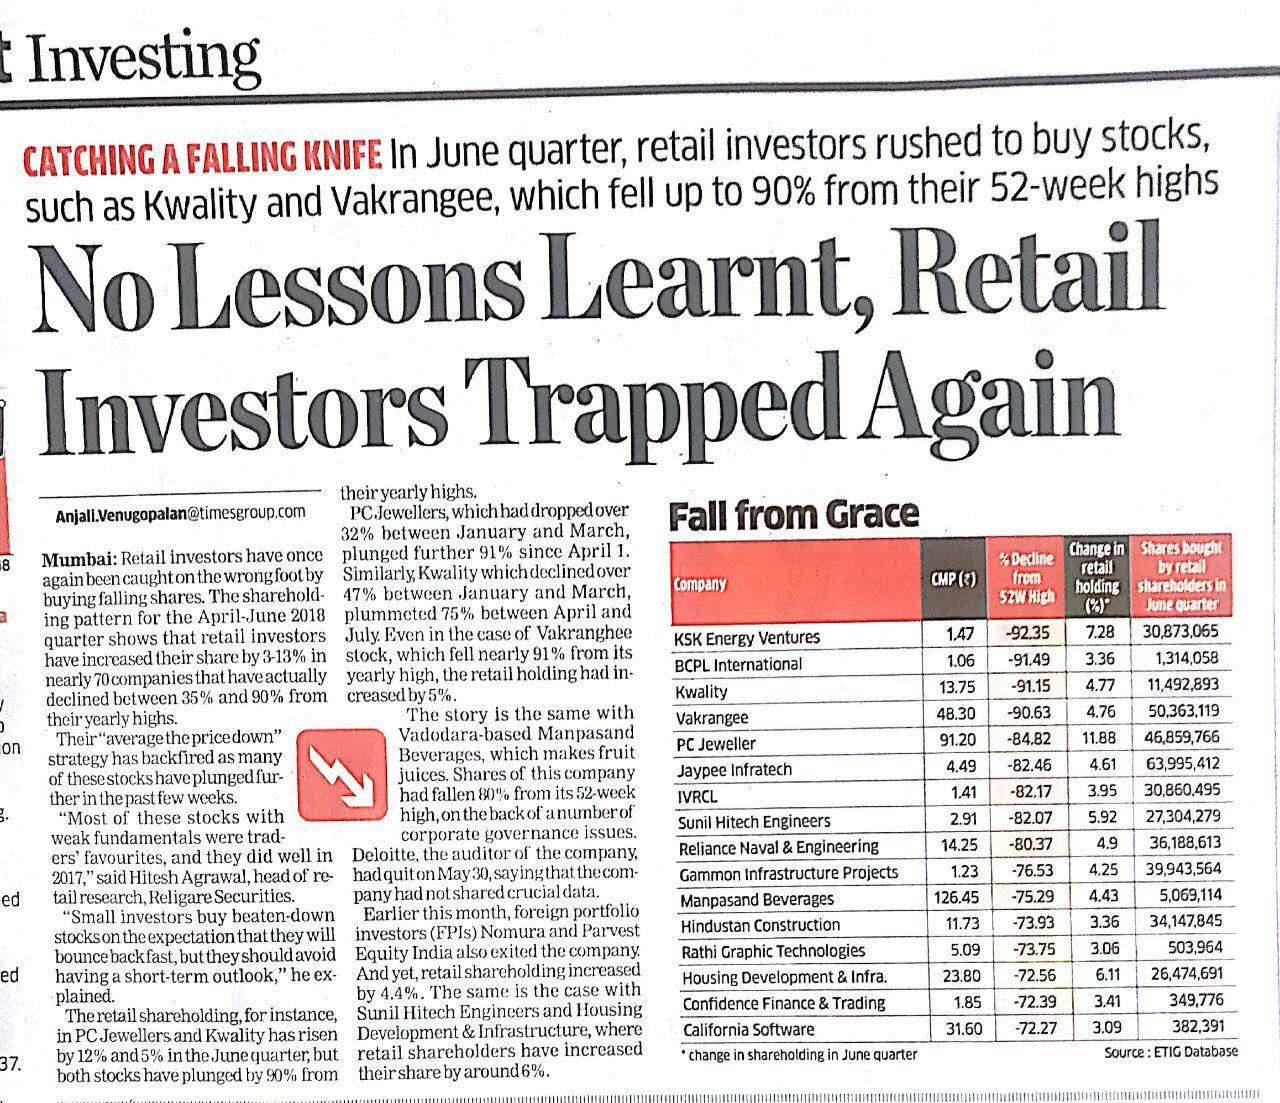 t Investing
CATCHING A FALLING KNIFE In June quarter, retail investors rushed to buy stocks,
such as Kwality and Vakrangee, which fell up to 90% from their 52-week highs
No Lessons Learnt, Retail
Investors Trapped Again
Anjali.Venugopalan@timesgroup.com
Mumbai: Retail investors have once
again been caught on the wrong foot by
buying falling shares. The sharehold-
ing pattern for the April-June 2018
quarter shows that retail investors
have increased their share by 3-13% in
nearly 70 companies that have actually
declined between 35% and 90% from
their yearly highs.
Their “average the price down”
strategy has backfired as many
of these stocks have plunged fur-
ther in the past few weeks.
“Most of these stocks with
weak fundamentals were trad-
ers’ favourites, and they did well in
2017,” said Hitesh Agrawal, head of re-
tail research, Religare Securities.
“Small investors buy beaten-down
stocks on the expectation that they will
bounce back fast, but they should avoid
having a short-term outlook,” he ex-
plained.
The retail shareholding, for instance,
in PC Jewellers and Kwality has risen
by 12% and 5% in the June quarter, but
both stocks have plunged by 90% from
their yearly highs.
PC Jewellers, which had dropped over
32% between January and March,
plunged further 91% since April 1.
Similarly, Kwality which declined over
47% between January and March,
plummeted 75% between April and
July. Even in the case of Vakranghee
stock, which fell nearly 91% from its
yearly high, the retail holding had in-
creased by 5%.
The story is the same with
Vadodara-based Manpasand
Beverages, which makes fruit
juices. Shares of this company
had fallen 80% from its 52-week
high, on the back of a number of
corporate governance issues.
Deloitte, the auditor of the company,
had quit on May 30, saying that the com-
pany had not shared crucial data.
Earlier this month, foreign portfolio
investors (FPIs) Nomura and Parvest
Equity India also exited the company.
And yet, retail shareholding increased
by 4.4%. The same is the case with
Sunil Hitech Engineers and Housing
Development & Infrastructure, where
retail shareholders have increased
their share by around 6%.
Fall from Grace
Company CMP (₹) % Decline from 52W High Change in retail holding (%)* Shares bought by retail shareholders in June quarter
KSK Energy Ventures 1.47 -92.35 7.28 30,873,065
BCPL International 1.06 -91.49 3.36 1,314,058
Kwality 13.75 -91.15 4.77 11,492,893
Vakrangee 48.30 -90.63 4.76 50,363,119
PC Jeweller 91.20 -84.82 11.88 46,859,766
Jaypee Infratech 4.49 -82.46 4.61 63,995,412
IVRCL 1.41 -82.17 3.95 30,860,495
Sunil Hitech Engineers 2.91 -82.07 5.92 27,304,279
Reliance Naval & Engineering 14.25 -80.37 4.9 36,188,613
Gammon Infrastructure Projects 1.23 -76.53 4.25 39,943,564
Manpasand Beverages 126.45 -75.29 4.43 5,069,114
Hindustan Construction 11.73 -73.93 3.36 34,147,845
Rathi Graphic Technologies 5.09 -73.75 3.06 503,964
Housing Development & Infra. 23.80 -72.56 6.11 26,474,691
Confidence Finance & Trading 1.85 -72.39 3.41 349,776
California Software 31.60 -72.27 3.09 382,391
* change in shareholding in June quarter
Source : ETIG Database